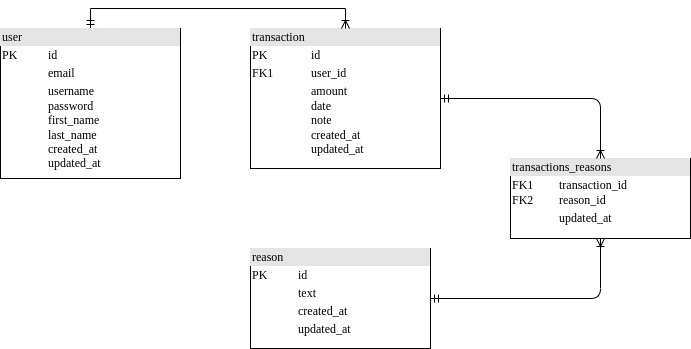 user
PK id
email
username
password
first_name
last_name
created_at
updated_at
transaction
PK id
FK1 user_id
amount
date
note
created_at
updated_at
transactions_reasons
FK1 transaction_id
FK2 reason_id
updated_at
reason
PK id
text
created_at
updated_at